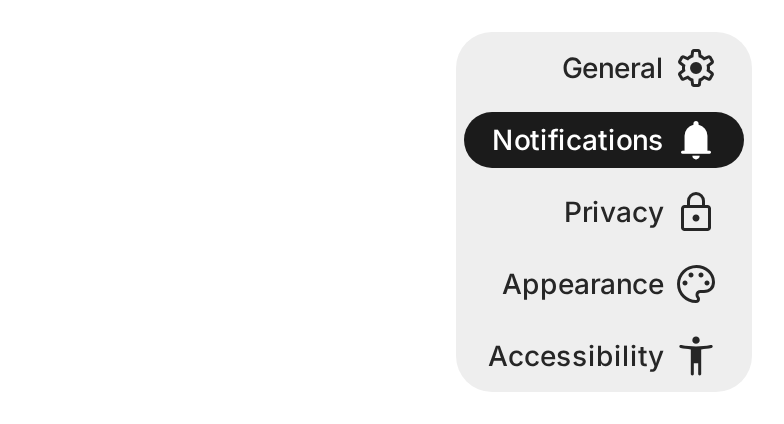 General
Notifications
Privacy
Appearance
Accessibility